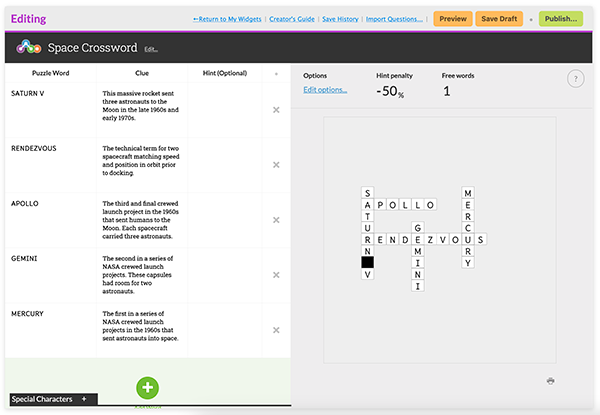 Editing
←Return to My Widgets | Creator's Guide | Save History | Import Questions... | Preview Save Draft Publish...
Space Crossword Edit...
Puzzle Word Clue Hint (Optional)
SATURN V
This massive rocket sent
three astronauts to the
Moon in the late 1960s and
early 1970s.
RENDEZVOUS
The technical term for two
spacecraft matching speed
and position in orbit prior
to docking.
APOLLO
The third and final crewed
launch project in the 1960s
that sent humans to the
Moon. Each spacecraft
carried three astronauts.
GEMINI
The second in a series of
NASA crewed launch
projects. These capsules
had room for two
astronauts.
MERCURY
The first in a series of
NASA crewed launch
projects in the 1960s that
sent astronauts into space.
Special Characters +
Options Hint penalty Free words
Edit options... -50% 1
?
S M
A P O L L O E
T R
U G C
R E N D E Z V O U S
N M R
I Y
V N
I